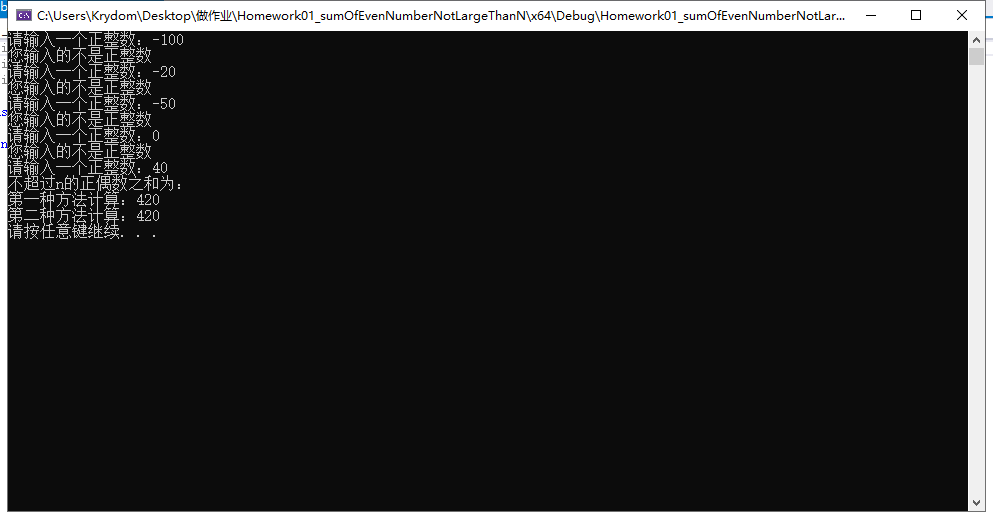 C:\Users\Krydom\Desktop\做作业\Homework01_sumOfEvenNumberNotLargeThanN\x64\Debug\Homework01_sumOfEvenNumberNotLar...
请输入一个正整数：-100
您输入的不是正整数
请输入一个正整数：-20
您输入的不是正整数
请输入一个正整数：-50
您输入的不是正整数
请输入一个正整数：0
您输入的不是正整数
请输入一个正整数：40
不超过n的正偶数之和为：
第一种方法计算：420
第二种方法计算：420
请按任意键继续. . .